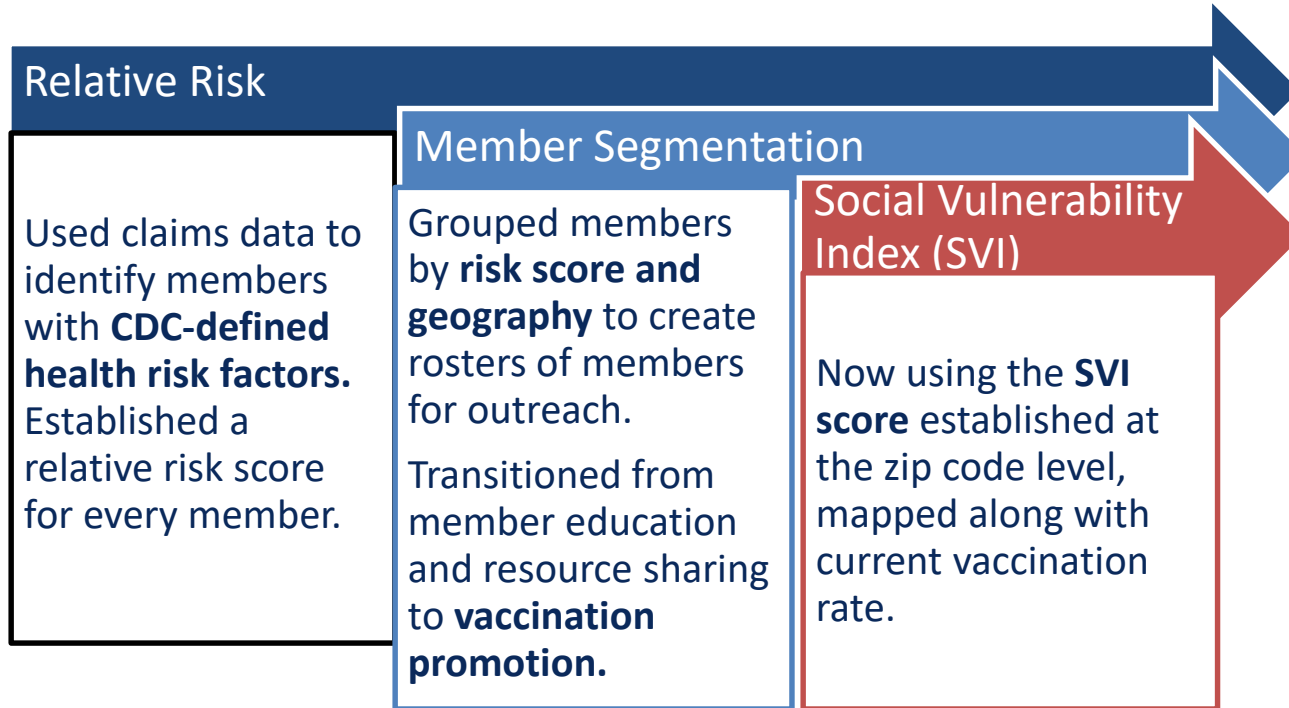 Relative Risk
Used claims data to
identify members
with CDC-defined
health risk factors.
Established a
relative risk score
for every member.
Member Segmentation
Grouped members
by risk score and
geography to create
rosters of members
for outreach.
Transitioned from
member education
and resource sharing
to vaccination
promotion.
Social Vulnerability
Index (SVI)
Now using the SVI
score established at
the zip code level,
mapped along with
current vaccination
rate.